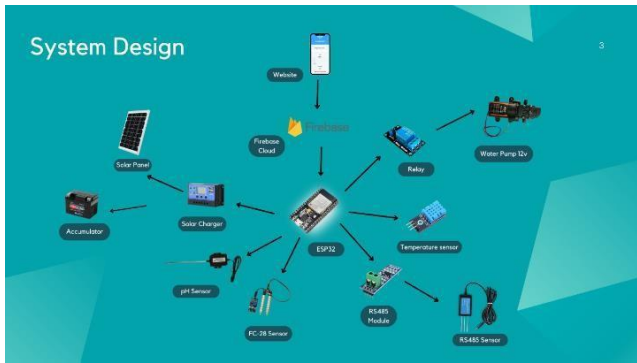 System Design
3
Website
Firebase
Firebase
Cloud
Solar Panel
Relay
Water Pump 12v
Accumulator
Solar Charger
ESP32
Temperature sensor
pH Sensor
FC-28 Sensor
RS485
Module
RS485 Sensor